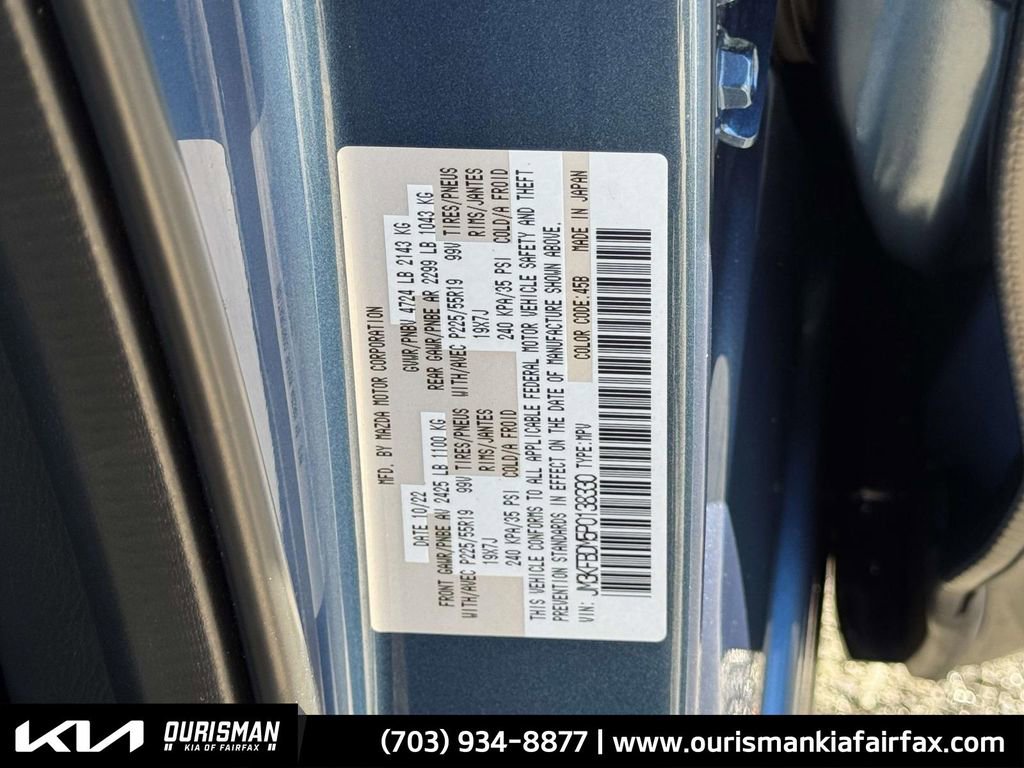 MFD. BY MAZDA MOTOR CORPORATION
DATE 10/22 GVWR/PNBV 4724 LB 2143 KG
FRONT GAWR/PNBE AV 2425 LB 1100 KG REAR GAWR/PNBE AR 2299 LB 1043 KG
WITH/AVEC P225/55R19 99V TIRES/PNEUS WITH/AVEC P225/55R19 99V TIRES/PNEUS
19X7J RIMS/JANTES 19X7J RIMS/JANTES
240 KPA/35 PSI COLD/A FROID 240 KPA/35 PSI COLD/A FROID
THIS VEHICLE CONFORMS TO ALL APPLICABLE FEDERAL MOTOR VEHICLE SAFETY AND THEFT
PREVENTION STANDARDS IN EFFECT ON THE DATE OF MANUFACTURE SHOWN ABOVE.
VIN: JM3KFBDM6P0138330 TYPE:MPV COLOR CODE:45B MADE IN JAPAN
KIA OURISMAN
KIA OF FAIRFAX
(703) 934-8877 | www.ourismankiafairfax.com